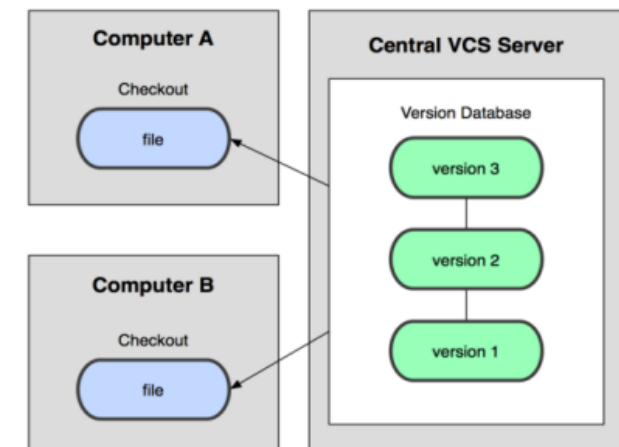 Computer A
Checkout
file
Computer B
Checkout
file
Central VCS Server
Version Database
version 3
version 2
version 1